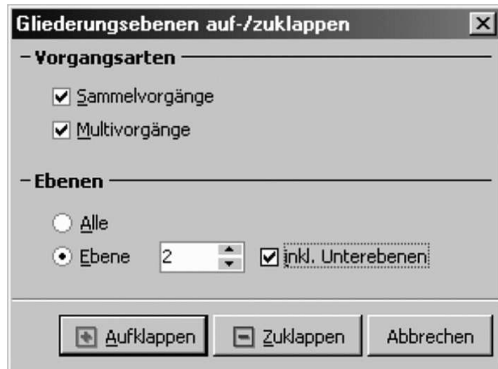 Gliederungsebenen auf-/zuklappen
Vorgangsarten
Sammelvorgänge
Multivorgänge
Ebenen
Alle
Ebene 2 inkl. Unterebenen
Aufklappen Zuklappen Abbrechen